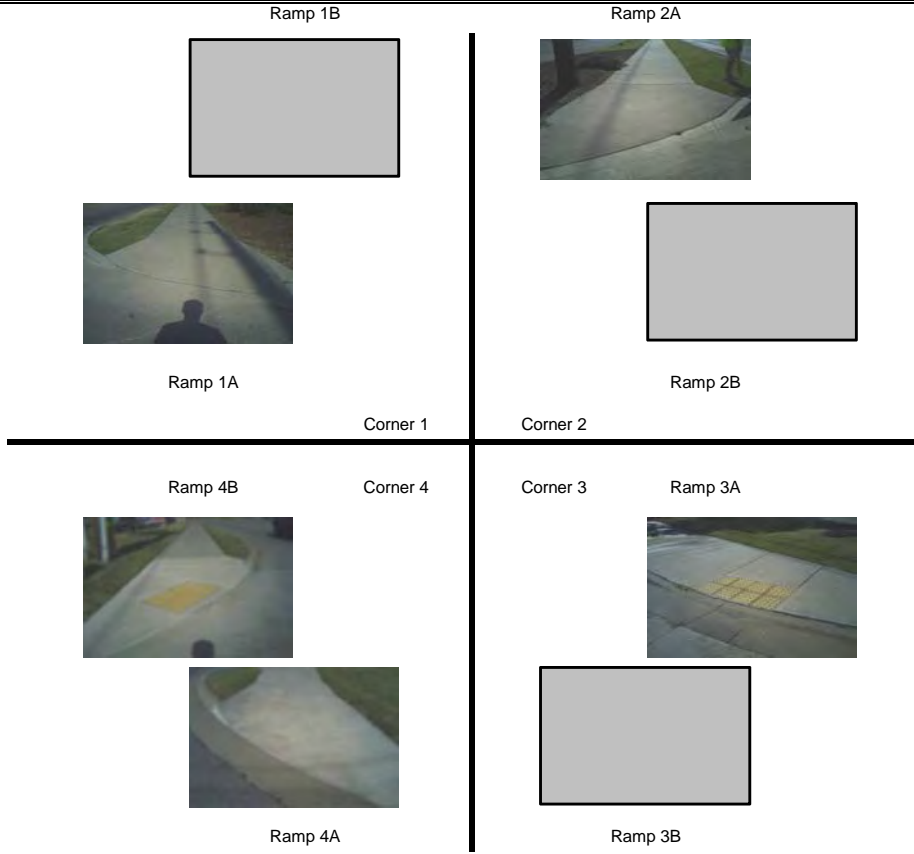 Ramp 1B Ramp 2A
Ramp 1A Ramp 2B
Corner 1 Corner 2
Ramp 4B Corner 4 Corner 3 Ramp 3A
Ramp 4A Ramp 3B